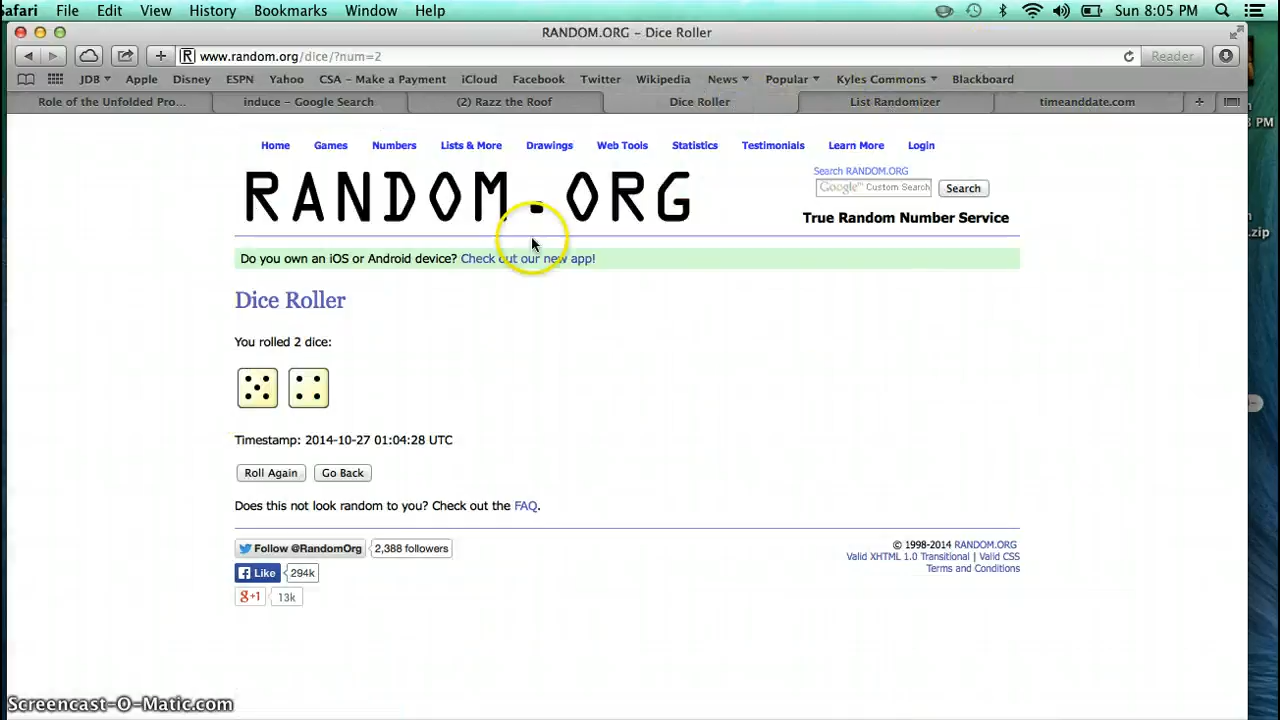 Safari File Edit View History Bookmarks Window Help Sun 8:05 PM
RANDOM.ORG – Dice Roller
www.random.org/dice/?num=2 Reader
JDB Apple Disney ESPN Yahoo CSA – Make a Payment iCloud Facebook Twitter Wikipedia News Popular Kyles Commons Blackboard
Role of the Unfolded Pro... induce – Google Search (2) Razz the Roof Dice Roller List Randomizer timeanddate.com
PM
Home Games Numbers Lists & More Drawings Web Tools Statistics Testimonials Learn More Login
RANDOM.ORG
Search RANDOM.ORG
Google™ Custom Search Search
True Random Number Service
.zip
Do you own an iOS or Android device? Check out our new app!
Dice Roller
You rolled 2 dice:
Timestamp: 2014-10-27 01:04:28 UTC
Roll Again Go Back
Does this not look random to you? Check out the FAQ.
Follow @RandomOrg 2,388 followers
Like 294k
g+1 13k
© 1998-2014 RANDOM.ORG
Valid XHTML 1.0 Transitional | Valid CSS
Terms and Conditions
Screencast-O-Matic.com